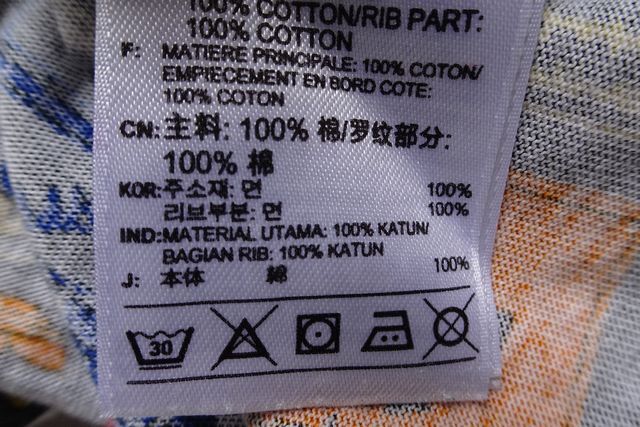 100% COTTON/RIB PART:
100% COTTON
F: MATIERE PRINCIPALE: 100% COTON/
EMPIECEMENT EN BORD COTE:
100% COTON
CN: 主料: 100% 棉/罗纹部分:
100% 棉
KOR: 주소재: 면 100%
리브부분: 면 100%
IND: MATERIAL UTAMA: 100% KATUN/
BAGIAN RIB: 100% KATUN
J: 本体 綿 100%
30